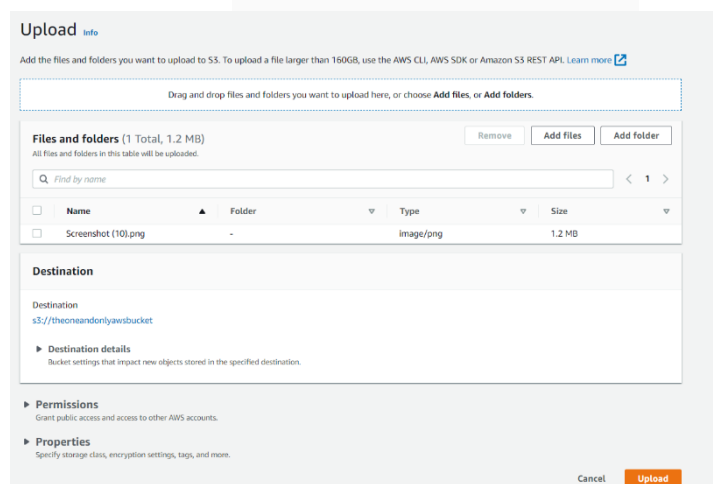 Upload Info
Add the files and folders you want to upload to S3. To upload a file larger than 160GB, use the AWS CLI, AWS SDK or Amazon S3 REST API. Learn more
Drag and drop files and folders you want to upload here, or choose Add files, or Add folders.
Files and folders (1 Total, 1.2 MB)
All files and folders in this table will be uploaded.
Remove
Add files
Add folder
Find by name
1
Name Folder Type Size
Screenshot (10).png - image/png 1.2 MB
Destination
Destination
s3://theoneandonlyawsbucket
Destination details
Bucket settings that impact new objects stored in the specified destination.
Permissions
Grant public access and access to other AWS accounts.
Properties
Specify storage class, encryption settings, tags, and more.
Cancel Upload